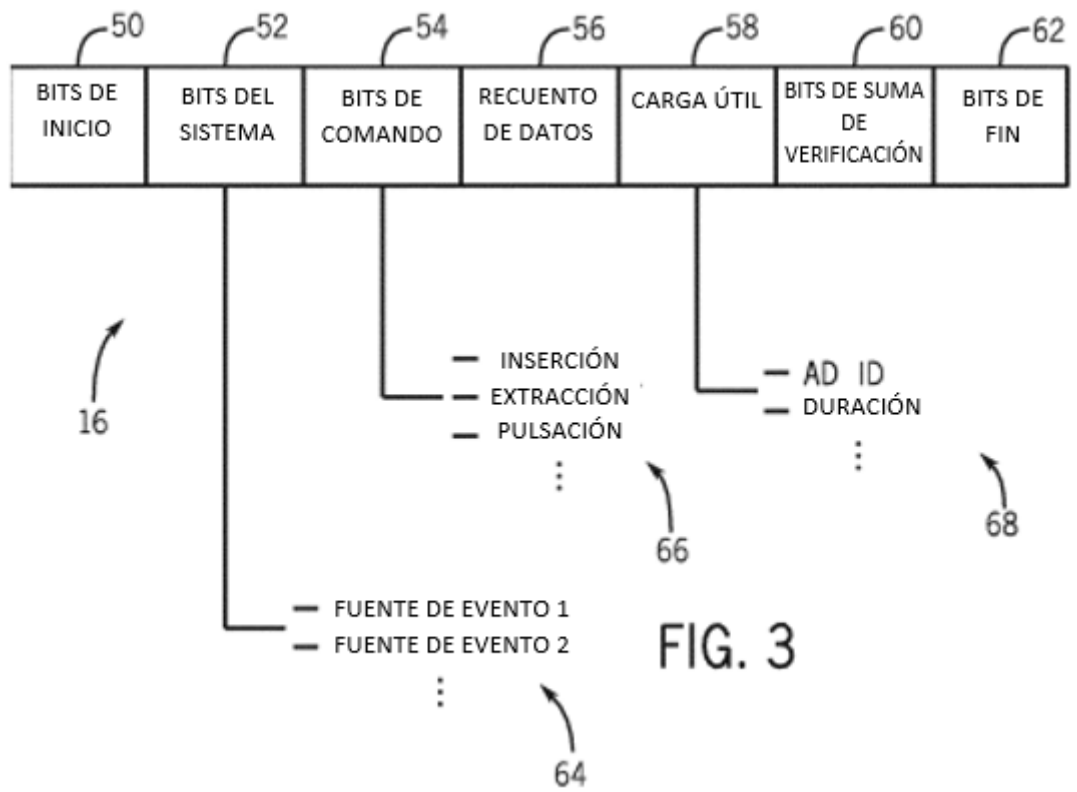 50 52 54 56 58 60 62
BITS DE INICIO
BITS DEL SISTEMA
BITS DE COMANDO
RECUENTO DE DATOS
CARGA ÚTIL
BITS DE SUMA DE VERIFICACIÓN
BITS DE FIN
16
INSERCIÓN
EXTRACCIÓN
PULSACIÓN
66
AD ID
DURACIÓN
68
FUENTE DE EVENTO 1
FUENTE DE EVENTO 2
64
FIG. 3